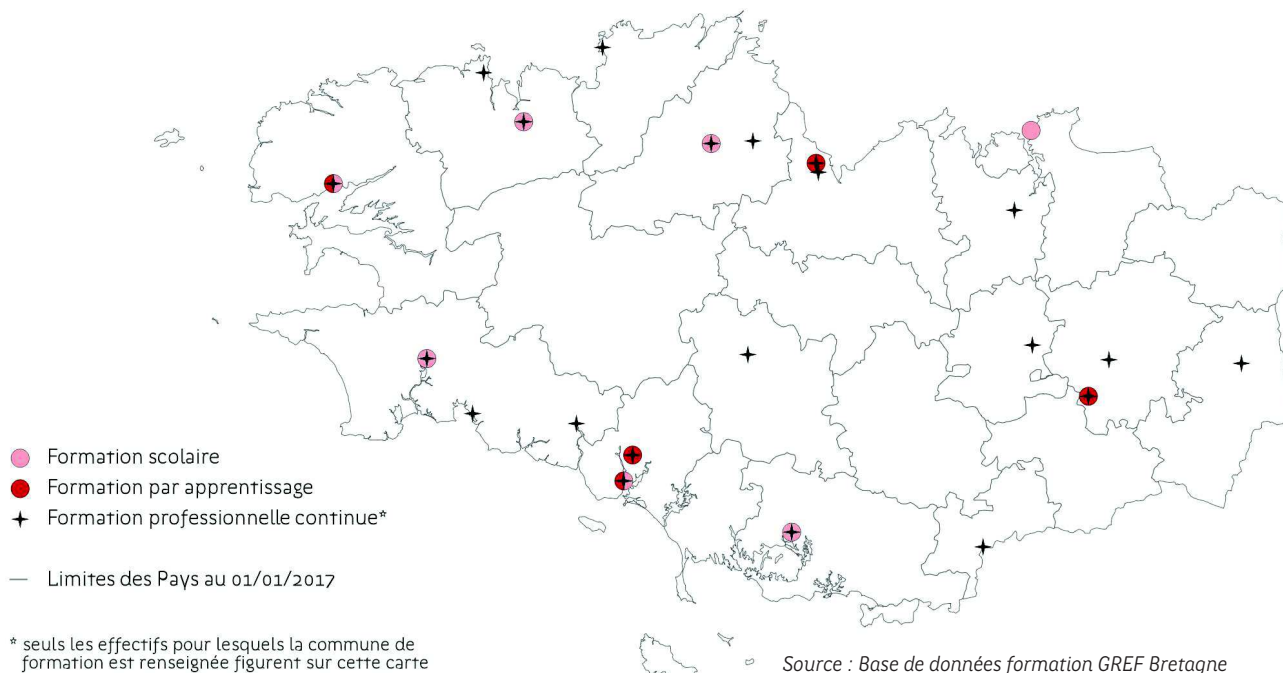 Formation scolaire
Formation par apprentissage
Formation professionnelle continue*
Limites des Pays au 01/01/2017
* seuls les effectifs pour lesquels la commune de
formation est renseignée figurent sur cette carte
Source : Base de données formation GREF Bretagne